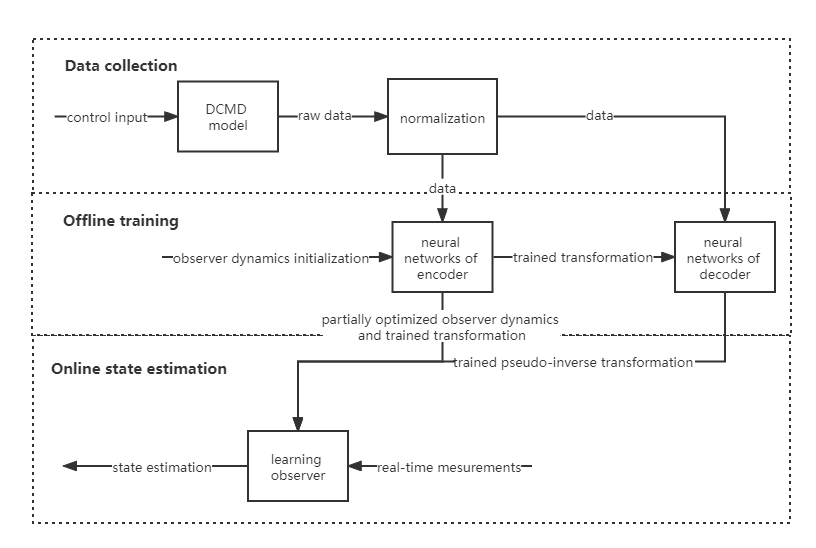 Data collection
control input
DCMD
model
raw data
normalization
data
data
Offline training
observer dynamics initialization
neural
networks of
encoder
trained transformation
neural
networks of
decoder
partially optimized observer dynamics
and trained transformation
trained pseudo-inverse transformation
Online state estimation
state estimation
learning
observer
real-time mesurements